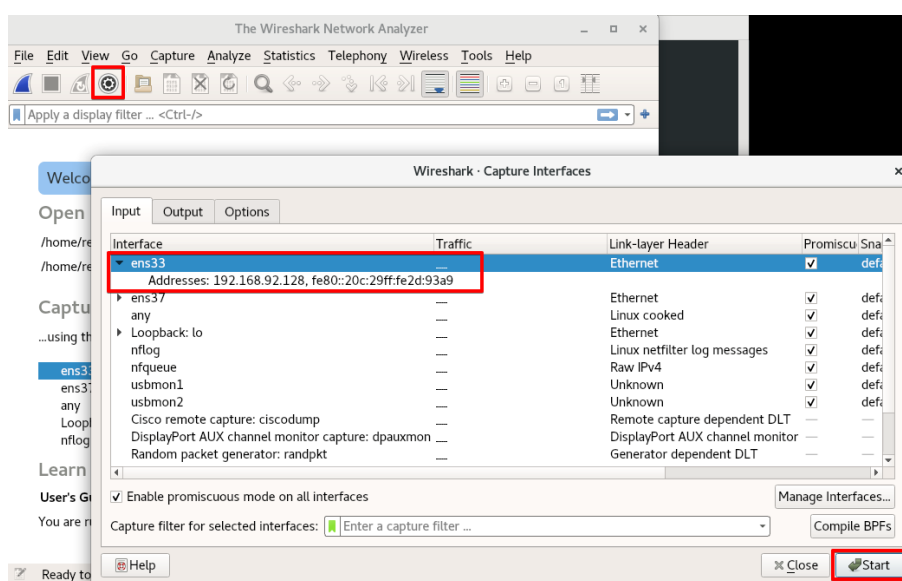 The Wireshark Network Analyzer
File Edit View Go Capture Analyze Statistics Telephony Wireless Tools Help
Apply a display filter ... <Ctrl-/>
Welco
Wireshark · Capture Interfaces
Open
/home/re
/home/re
Captu
...using th
ens33
ens37
any
Loopl
nflog
Learn
User's Gu
You are ru
Ready to
Input Output Options
Interface Traffic Link-layer Header Promiscu Sna
ens33 Ethernet defa
Addresses: 192.168.92.128, fe80::20c:29ff:fe2d:93a9
ens37 Ethernet defa
any Linux cooked defa
Loopback: lo Ethernet defa
nflog Linux netfilter log messages defa
nfqueue Raw IPv4 defa
usbmon1 Unknown defa
usbmon2 Unknown defa
Cisco remote capture: ciscodump Remote capture dependent DLT — —
DisplayPort AUX channel monitor capture: dpauxmon DisplayPort AUX channel monitor — —
Random packet generator: randpkt Generator dependent DLT — —
Enable promiscuous mode on all interfaces
Manage Interfaces...
Capture filter for selected interfaces: Enter a capture filter ...
Compile BPFs
Help Close Start